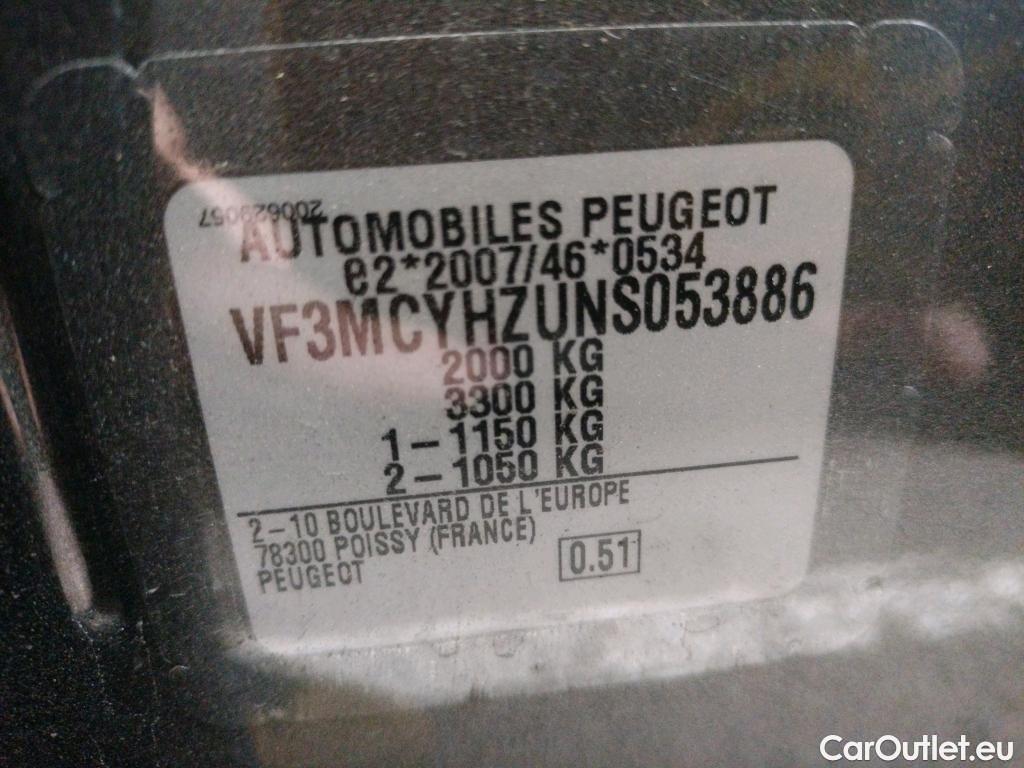 200629057
AUTOMOBILES PEUGEOT
e2*2007/46*0534
VF3MCYHZUNS053886
2000 KG
3300 KG
1-1150 KG
2-1050 KG
2-10 BOULEVARD DE L'EUROPE
78300 POISSY (FRANCE)
PEUGEOT
0.51
CarOutlet.eu